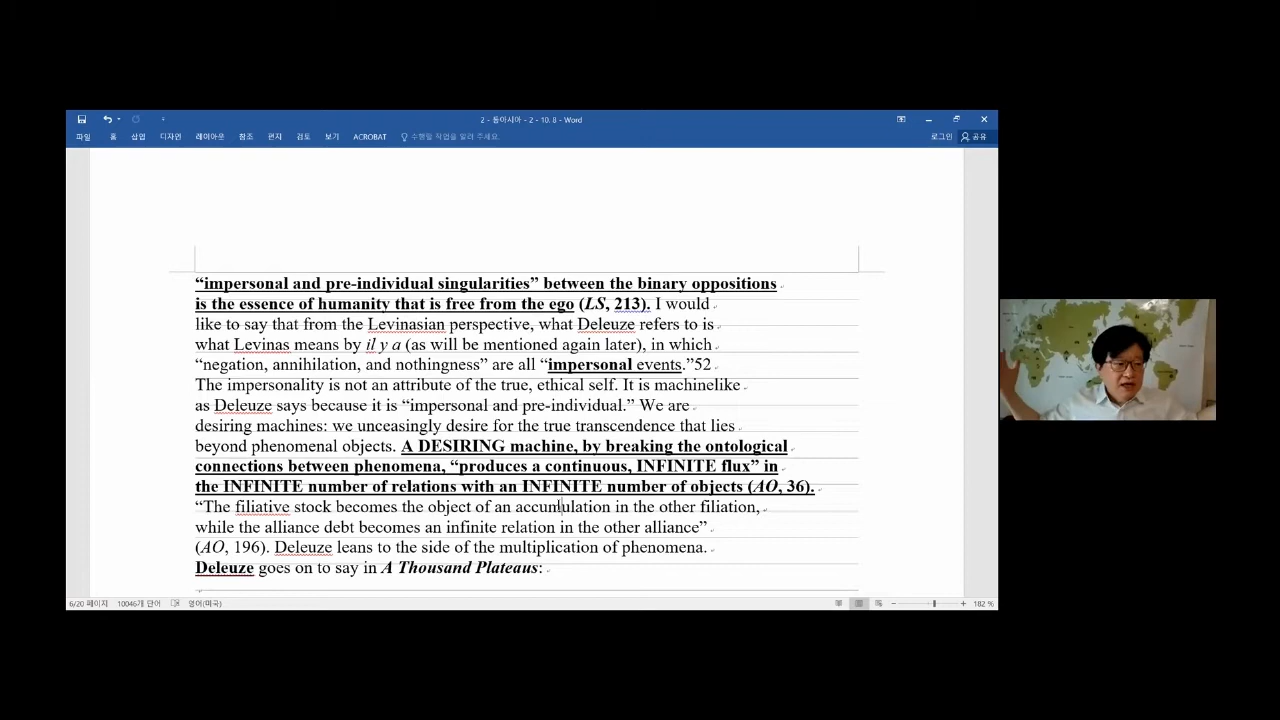 2 - 동아시아 - 2 - 10. 8 - Word
파일 홈 삽입 디자인 레이아웃 참조 편지 검토 보기 ACROBAT 수행할 작업을 알려 주세요. 로그인 공유
“impersonal and pre-individual singularities” between the binary oppositions
is the essence of humanity that is free from the ego (LS, 213). I would
like to say that from the Levinasian perspective, what Deleuze refers to is
what Levinas means by il y a (as will be mentioned again later), in which
“negation, annihilation, and nothingness” are all “impersonal events.”52
The impersonality is not an attribute of the true, ethical self. It is machinelike
as Deleuze says because it is “impersonal and pre-individual.” We are
desiring machines: we unceasingly desire for the true transcendence that lies
beyond phenomenal objects. A DESIRING machine, by breaking the ontological
connections between phenomena, “produces a continuous, INFINITE flux” in
the INFINITE number of relations with an INFINITE number of objects (AO, 36).
“The filiative stock becomes the object of an accumulation in the other filiation,
while the alliance debt becomes an infinite relation in the other alliance”
(AO, 196). Deleuze leans to the side of the multiplication of phenomena.
Deleuze goes on to say in A Thousand Plateaus:
6/20 페이지 10046개 단어 영어(미국) 182 %